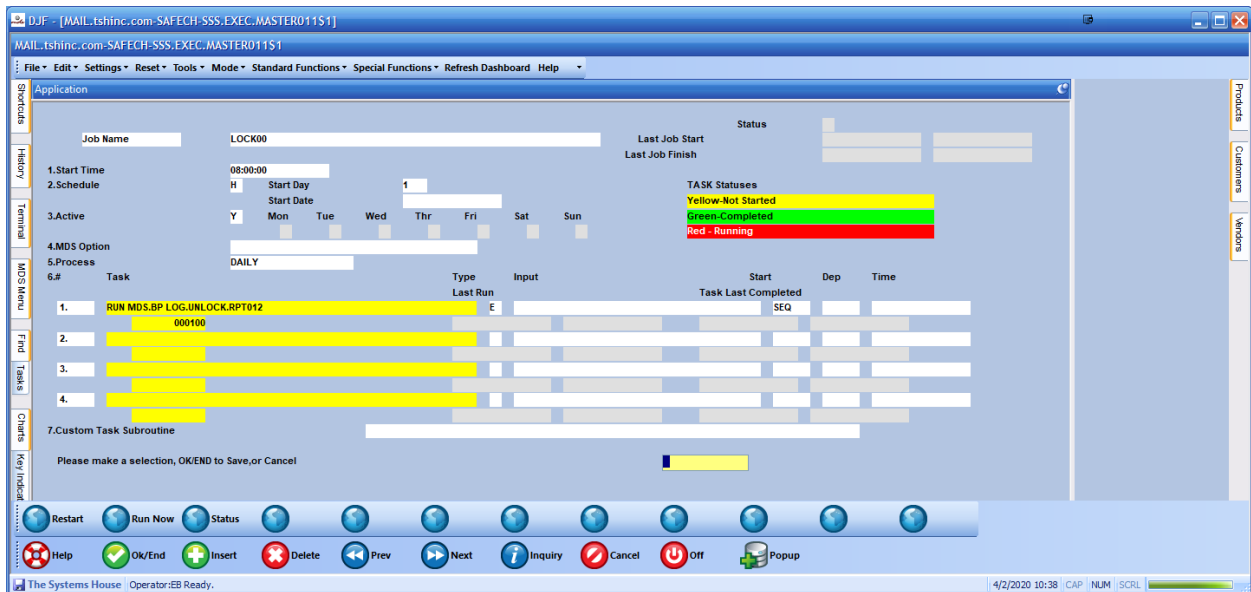 DJF - [MAIL.tshinc.com-SAFECH-SSS.EXEC.MASTER011$1]
MAIL.tshinc.com-SAFECH-SSS.EXEC.MASTER011$1
File Edit Settings Reset Tools Mode Standard Functions Special Functions Refresh Dashboard Help
Application
Shortcuts
History
Terminal
MDS Menu
Find
Tasks
Charts
Key Indicat
Products
Customers
Vendors
Status
Job Name LOCK00 Last Job Start
Last Job Finish
1.Start Time 08:00:00
2.Schedule H Start Day 1 TASK Statuses
Start Date Yellow-Not Started
3.Active Y Mon Tue Wed Thr Fri Sat Sun Green-Completed
Red - Running
4.MDS Option
5.Process DAILY
6.# Task Type Input Start Dep Time
Last Run Task Last Completed
1. RUN MDS.BP LOG.UNLOCK.RPT012 E SEQ
000100
2.
3.
4.
7.Custom Task Subroutine
Please make a selection, OK/END to Save,or Cancel
Restart Run Now Status
Help Ok/End Insert Delete Prev Next Inquiry Cancel Off Popup
The Systems House Operator:EB Ready. 4/2/2020 10:38 CAP NUM SCRL